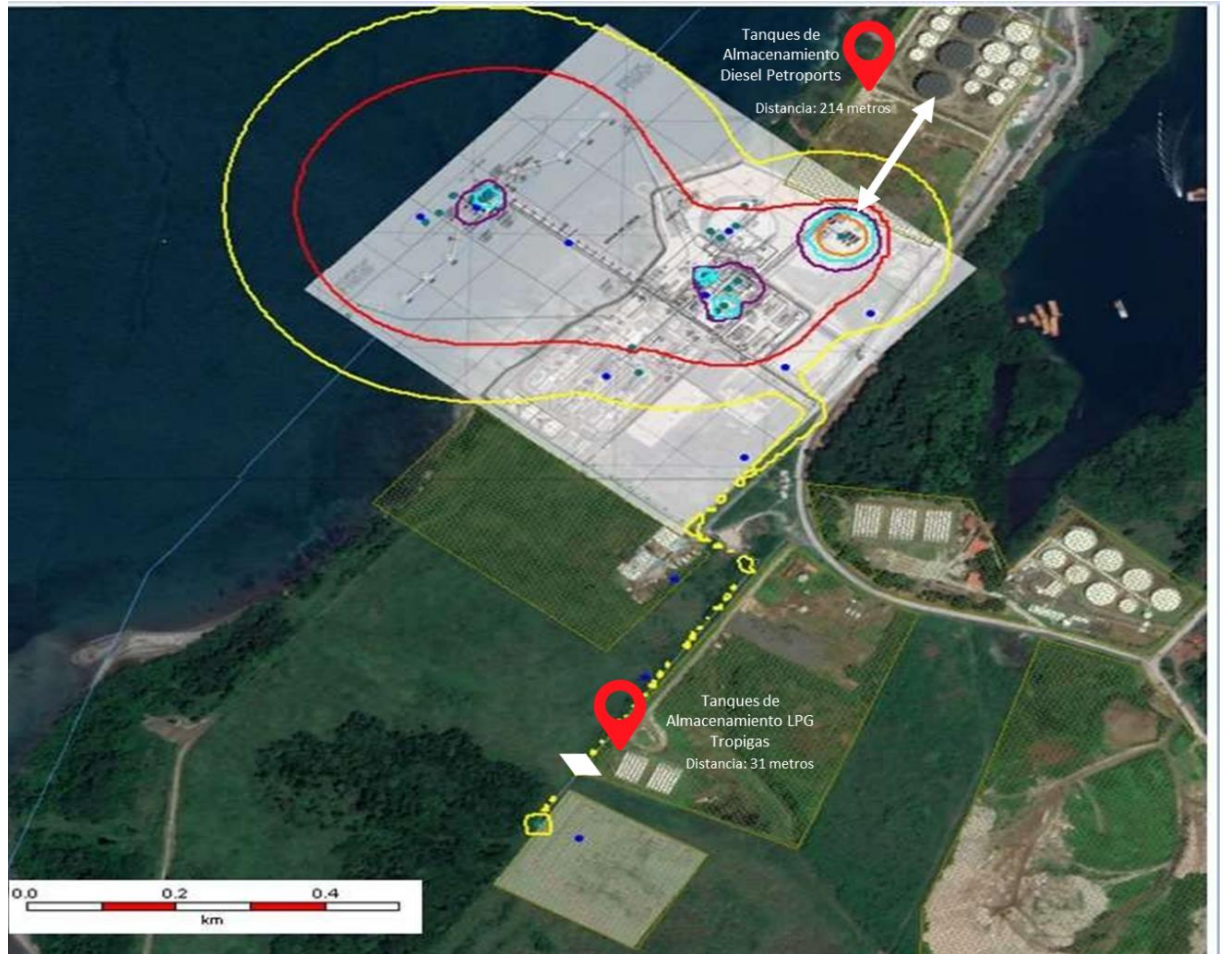 Tanques de
Almacenamiento
Diesel Petroports
Distancia: 214 metros
Tanques de
Almacenamiento LPG
Tropigas
Distancia: 31 metros
0.0 0.2 0.4
km